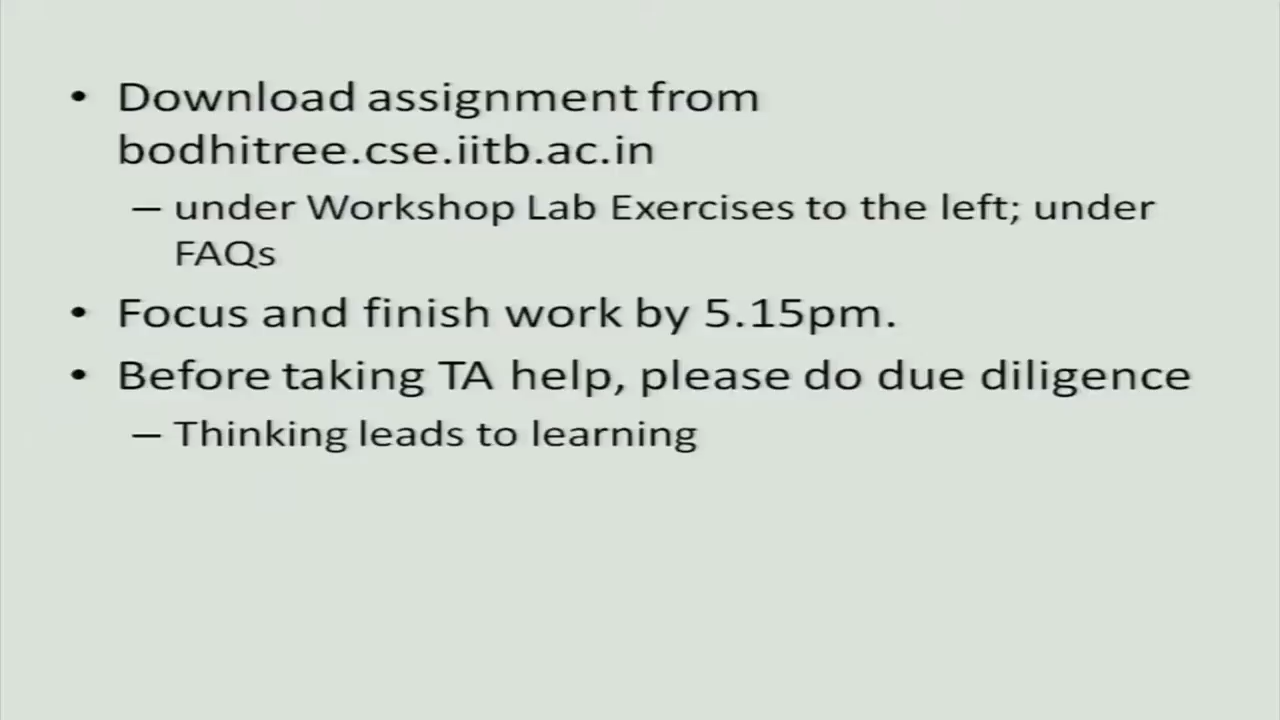 • Download assignment from
bodhitree.cse.iitb.ac.in
– under Workshop Lab Exercises to the left; under
FAQs
• Focus and finish work by 5.15pm.
• Before taking TA help, please do due diligence
– Thinking leads to learning